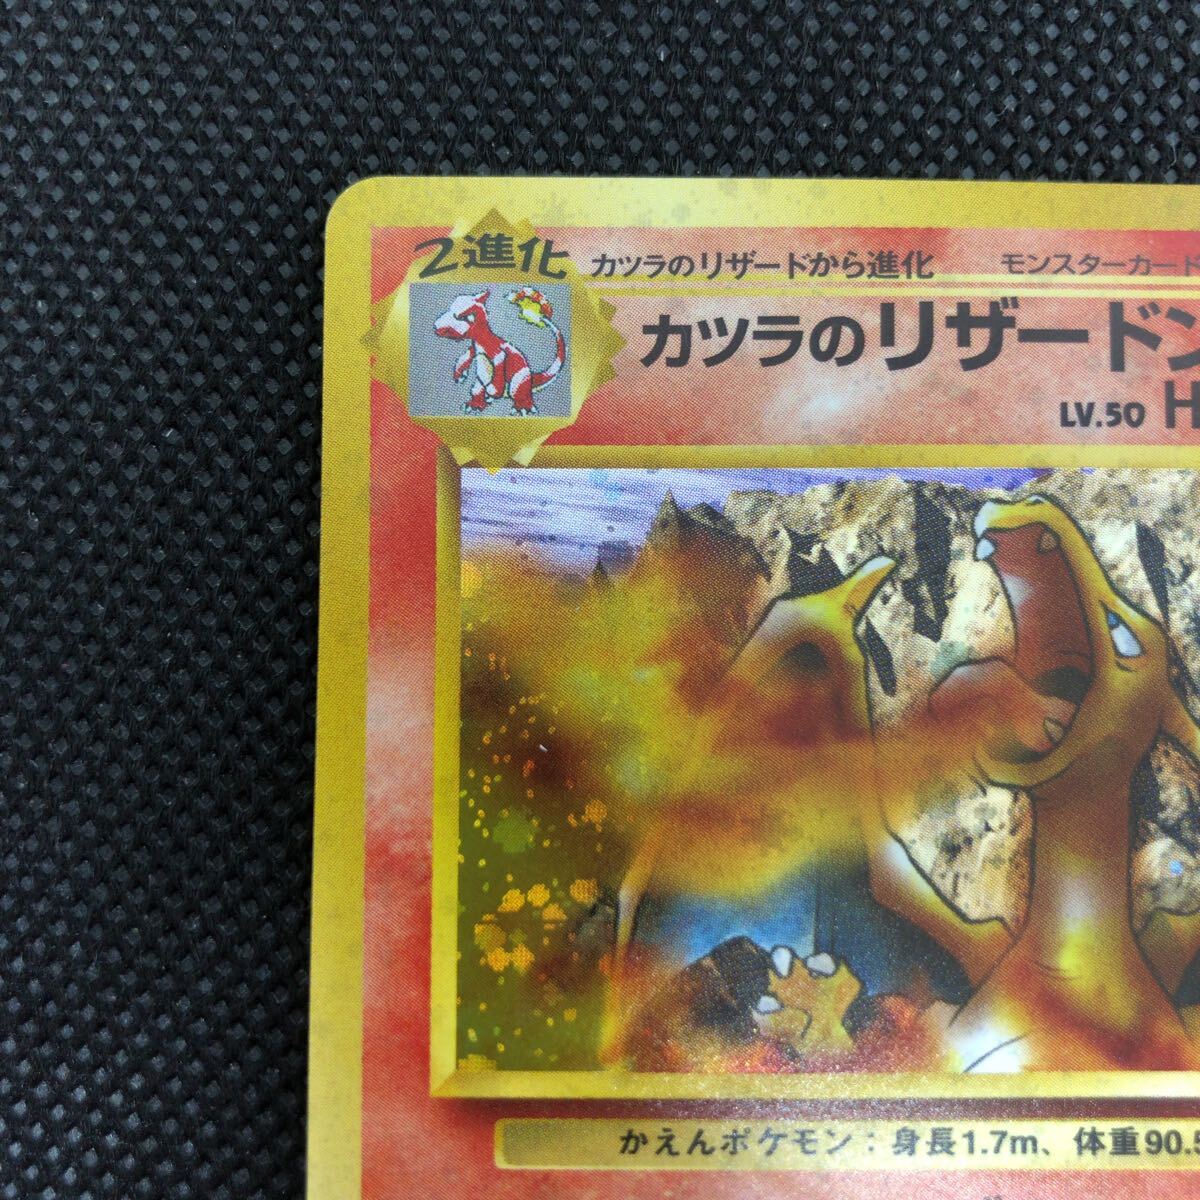 2進化
カツラのリザードから進化 モンスターカード
カツラのリザードン
LV.50 H
かえんポケモン：身長1.7m、体重90.5